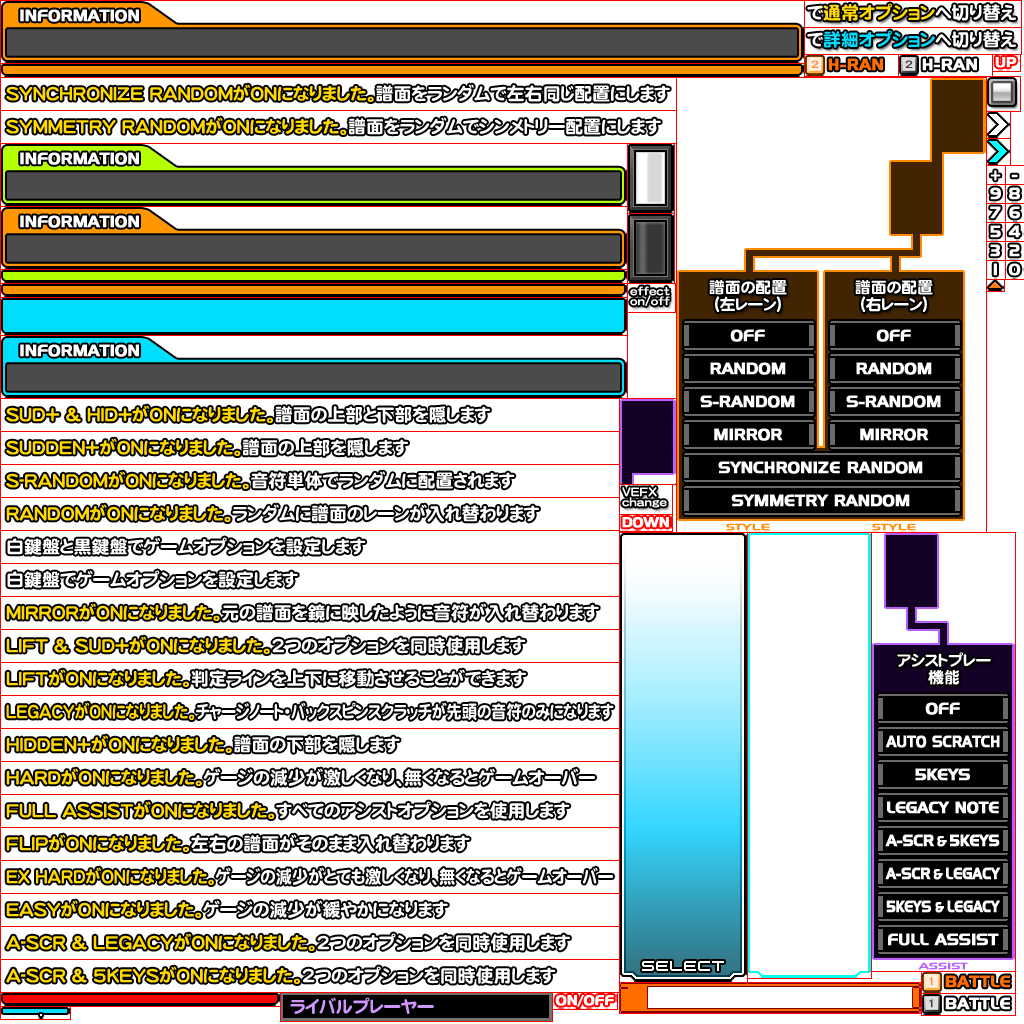 INFORMATION
で通常オプションへ切り替え
で詳細オプションへ切り替え
2 H-RAN
2 H-RAN
UP
SYNCHRONIZE RANDOMがONになりました。譜面をランダムで左右同じ配置にします
SYMMETRY RANDOMがONになりました。譜面をランダムでシンメトリー配置にします
INFORMATION
INFORMATION
effect
on/off
INFORMATION
+ -
9 8
7 6
5 4
3 2
1 0
譜面の配置
(左レーン)
OFF
RANDOM
S-RANDOM
MIRROR
譜面の配置
(右レーン)
OFF
RANDOM
S-RANDOM
MIRROR
SYNCHRONIZE RANDOM
SYMMETRY RANDOM
STYLE
STYLE
SUD+ & HID+がONになりました。譜面の上部と下部を隠します
SUDDEN+がONになりました。譜面の上部を隠します
S-RANDOMがONになりました。音符単体でランダムに配置されます
RANDOMがONになりました。ランダムに譜面のレーンが入れ替わります
VEFX
change
DOWN
白鍵盤と黒鍵盤でゲームオプションを設定します
白鍵盤でゲームオプションを設定します
MIRRORがONになりました。元の譜面を鏡に映したように音符が入れ替わります
LIFT & SUD+がONになりました。2つのオプションを同時使用します
LIFTがONになりました。判定ラインを上下に移動させることができます
LEGACYがONになりました。チャージノート・バックスピンスクラッチが先頭の音符のみになります
HIDDEN+がONになりました。譜面の下部を隠します
HARDがONになりました。ゲージの減少が激しくなり、無くなるとゲームオーバー
FULL ASSISTがONになりました。すべてのアシストオプションを使用します
FLIPがONになりました。左右の譜面がそのまま入れ替わります
EX HARDがONになりました。ゲージの減少がとても激しくなり、無くなるとゲームオーバー
EASYがONになりました。ゲージの減少が緩やかになります
A-SCR & LEGACYがONになりました。2つのオプションを同時使用します
A-SCR & 5KEYSがONになりました。2つのオプションを同時使用します
SELECT
アシストプレー
機能
OFF
AUTO SCRATCH
5KEYS
LEGACY NOTE
A-SCR & 5KEYS
A-SCR & LEGACY
5KEYS & LEGACY
FULL ASSIST
ASSIST
1 BATTLE
1 BATTLE
ライバルプレーヤー
ON/OFF